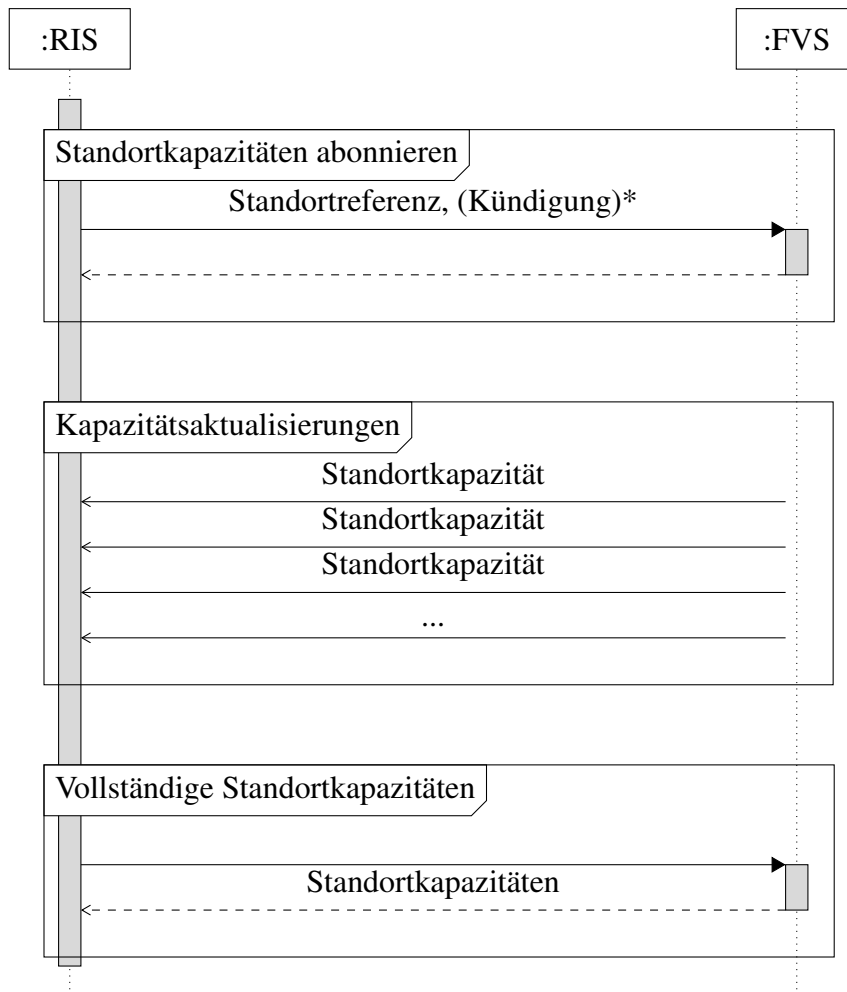 :RIS
:FVS
Standortkapazitäten abonnieren
Standortreferenz, (Kündigung)*
Kapazitätsaktualisierungen
Standortkapazität
Standortkapazität
Standortkapazität
...
Vollständige Standortkapazitäten
Standortkapazitäten